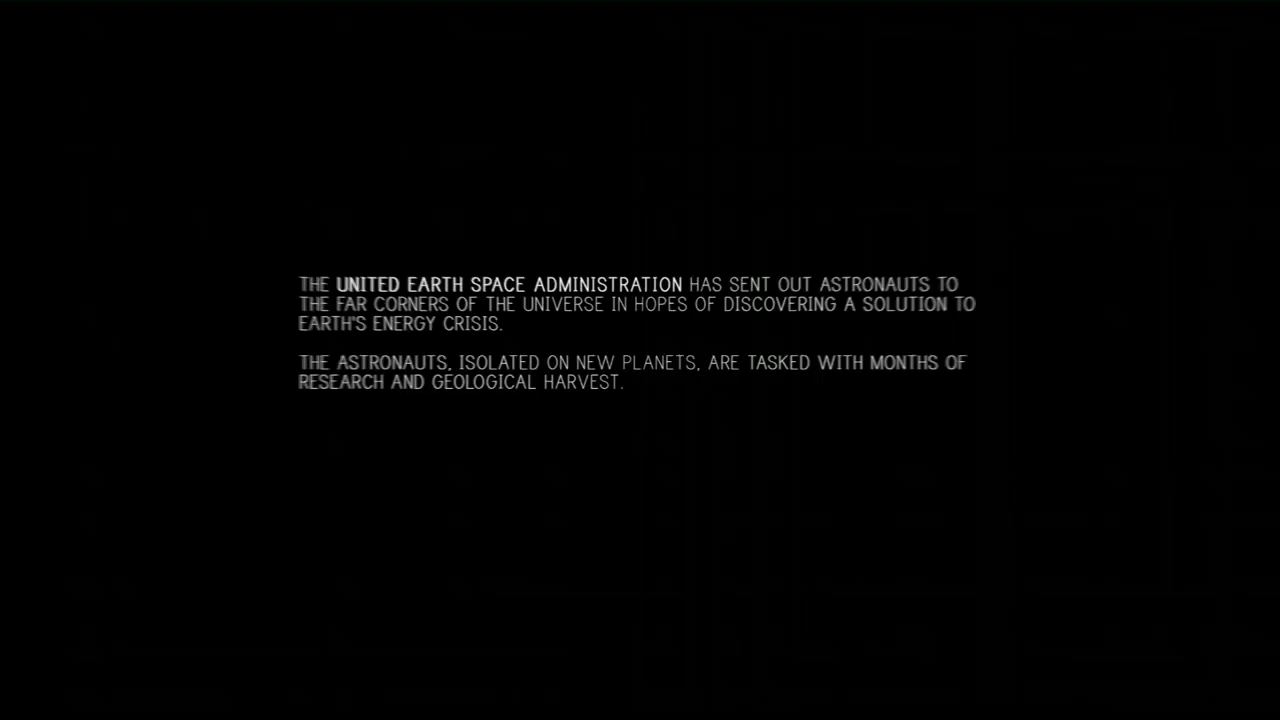 THE UNITED EARTH SPACE ADMINISTRATION HAS SENT OUT ASTRONAUTS TO
THE FAR CORNERS OF THE UNIVERSE IN HOPES OF DISCOVERING A SOLUTION TO
EARTH'S ENERGY CRISIS.
THE ASTRONAUTS, ISOLATED ON NEW PLANETS, ARE TASKED WITH MONTHS OF
RESEARCH AND GEOLOGICAL HARVEST.